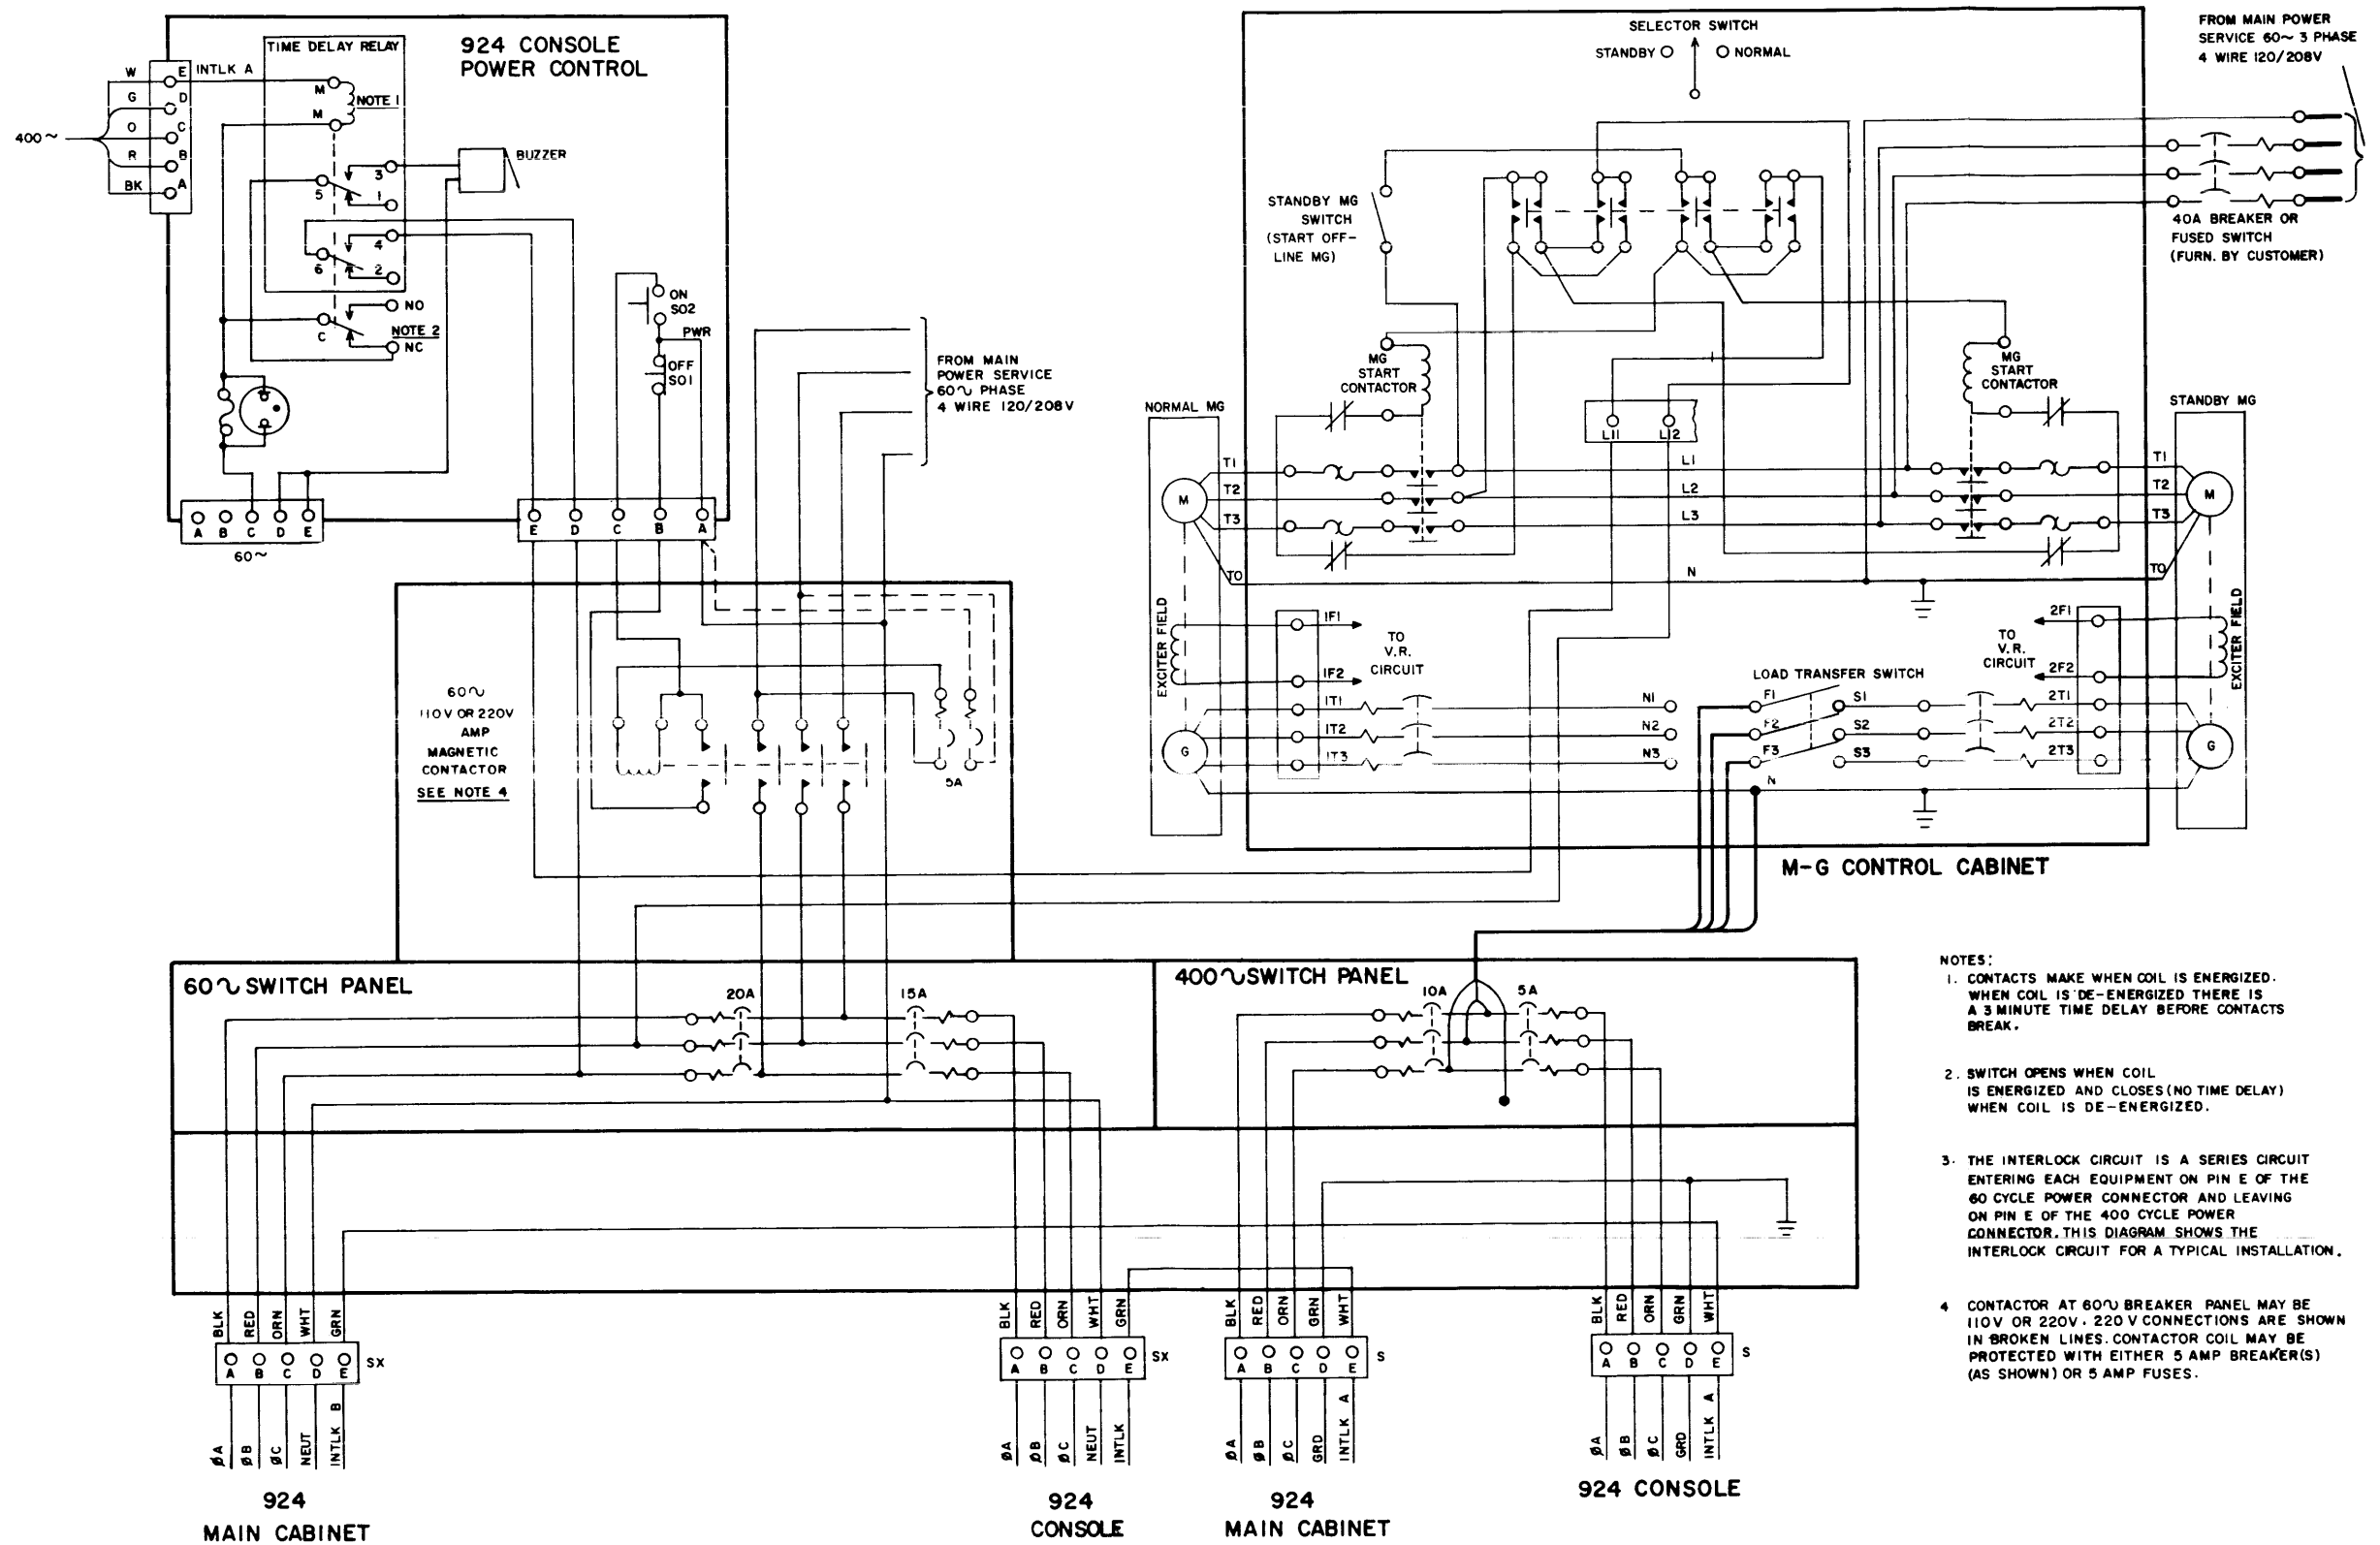 924 CONSOLE
POWER CONTROL
TIME DELAY RELAY
400~
W
G
O
R
BK
E
D
C
B
A
INTLK A
M
M
NOTE 1
BUZZER
3
5
1
4
6
2
NO
C
NOTE 2
NC
ON
SO2
PWR
OFF
SO1
A B C D E
60~
E D C B A
FROM MAIN
POWER SERVICE
60∿ PHASE
4 WIRE 120/208V
60∿
110V OR 220V
AMP
MAGNETIC
CONTACTOR
SEE NOTE 4
5A
SELECTOR SWITCH
STANDBY
NORMAL
STANDBY MG
SWITCH
(START OFF-
LINE MG)
MG
START
CONTACTOR
MG
START
CONTACTOR
L11
L12
NORMAL MG
M
T1
T2
T3
TO
L1
L2
L3
N
T1
T2
T3
TO
STANDBY MG
M
EXCITER FIELD
1F1
1F2
TO
V.R.
CIRCUIT
1T1
1T2
1T3
G
N1
N2
N3
LOAD TRANSFER SWITCH
F1
F2
F3
S1
S2
S3
N
TO
V.R.
CIRCUIT
2F1
2F2
2T1
2T2
2T3
EXCITER FIELD
G
M-G CONTROL CABINET
FROM MAIN POWER
SERVICE 60~ 3 PHASE
4 WIRE 120/208V
40A BREAKER OR
FUSED SWITCH
(FURN. BY CUSTOMER)
60∿ SWITCH PANEL
20A
15A
400∿ SWITCH PANEL
10A
5A
BLK RED ORN WHT GRN
A B C D E
SX
ØA ØB ØC NEUT INTLK B
924
MAIN CABINET
BLK RED ORN WHT GRN
A B C D E
SX
ØA ØB ØC NEUT INTLK
924
CONSOLE
BLK RED ORN GRN WHT
A B C D E
S
ØA ØB ØC GRD INTLK A
924
MAIN CABINET
BLK RED ORN GRN WHT
A B C D E
S
ØA ØB ØC GRD INTLK A
924 CONSOLE
NOTES:
1. CONTACTS MAKE WHEN COIL IS ENERGIZED.
WHEN COIL IS DE-ENERGIZED THERE IS
A 3 MINUTE TIME DELAY BEFORE CONTACTS
BREAK.
2. SWITCH OPENS WHEN COIL
IS ENERGIZED AND CLOSES (NO TIME DELAY)
WHEN COIL IS DE-ENERGIZED.
3. THE INTERLOCK CIRCUIT IS A SERIES CIRCUIT
ENTERING EACH EQUIPMENT ON PIN E OF THE
60 CYCLE POWER CONNECTOR AND LEAVING
ON PIN E OF THE 400 CYCLE POWER
CONNECTOR. THIS DIAGRAM SHOWS THE
INTERLOCK CIRCUIT FOR A TYPICAL INSTALLATION.
4 CONTACTOR AT 60∿ BREAKER PANEL MAY BE
110V OR 220V. 220V CONNECTIONS ARE SHOWN
IN BROKEN LINES. CONTACTOR COIL MAY BE
PROTECTED WITH EITHER 5 AMP BREAKER(S)
(AS SHOWN) OR 5 AMP FUSES.